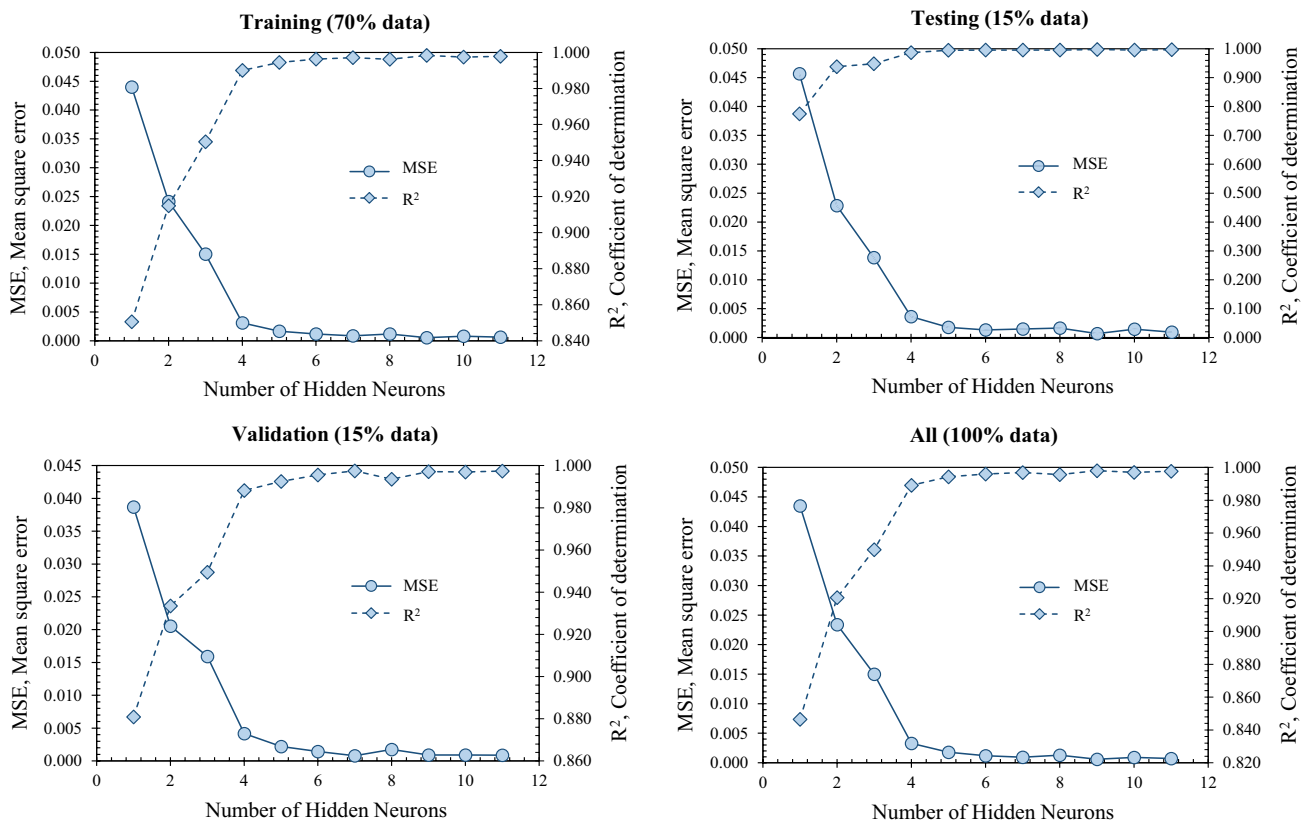 Training (70% data)
MSE, Mean square error
0.050
0.045
0.040
0.035
0.030
0.025
0.020
0.015
0.010
0.005
0.000
1.000
0.980
0.960
0.940
0.920
0.900
0.880
0.860
0.840
R², Coefficient of determination
MSE
R²
0 2 4 6 8 10 12
Number of Hidden Neurons
Testing (15% data)
MSE, Mean square error
0.050
0.045
0.040
0.035
0.030
0.025
0.020
0.015
0.010
0.005
0.000
1.000
0.900
0.800
0.700
0.600
0.500
0.400
0.300
0.200
0.100
0.000
R², Coefficient of determination
MSE
R²
0 2 4 6 8 10 12
Number of Hidden Neurons
Validation (15% data)
MSE, Mean square error
0.045
0.040
0.035
0.030
0.025
0.020
0.015
0.010
0.005
0.000
1.000
0.980
0.960
0.940
0.920
0.900
0.880
0.860
R², Coefficient of determination
MSE
R²
0 2 4 6 8 10 12
Number of Hidden Neurons
All (100% data)
MSE, Mean square error
0.050
0.045
0.040
0.035
0.030
0.025
0.020
0.015
0.010
0.005
0.000
1.000
0.980
0.960
0.940
0.920
0.900
0.880
0.860
0.840
0.820
R², Coefficient of determination
MSE
R²
0 2 4 6 8 10 12
Number of Hidden Neurons